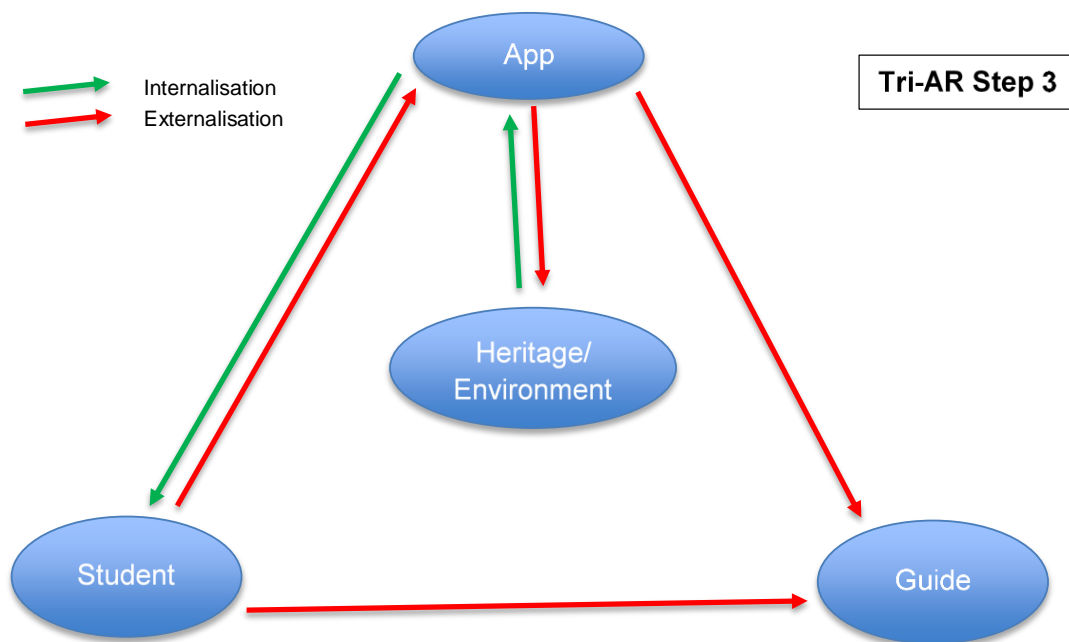 App
Tri-AR Step 3
Internalisation
Externalisation
Heritage/
Environment
Student
Guide